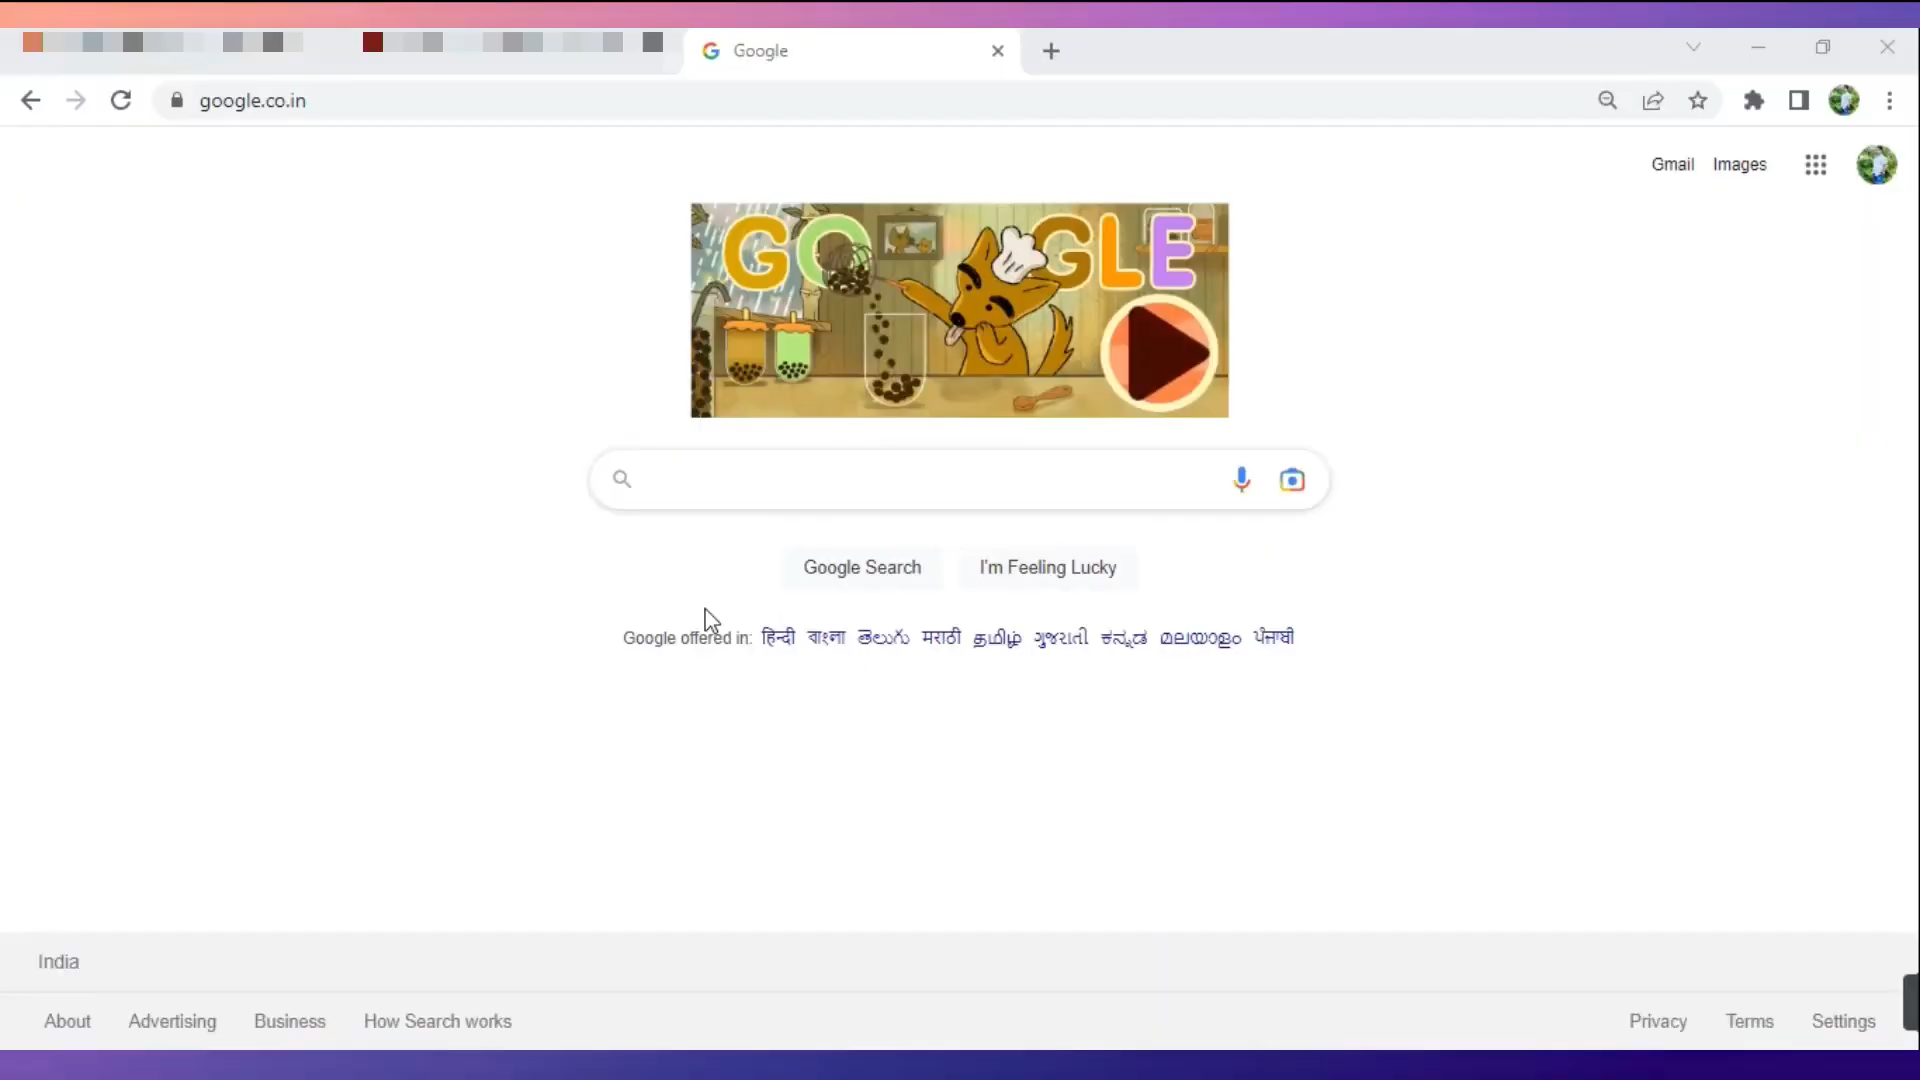 Google
google.co.in
Gmail Images
GOOGLE
Google Search I'm Feeling Lucky
Google offered in: हिन्दी বাংলা తెలుగు मराठी தமிழ் ગુજરાતી ಕನ್ನಡ മലയാളം ਪੰਜਾਬੀ
India
About Advertising Business How Search works Privacy Terms Settings